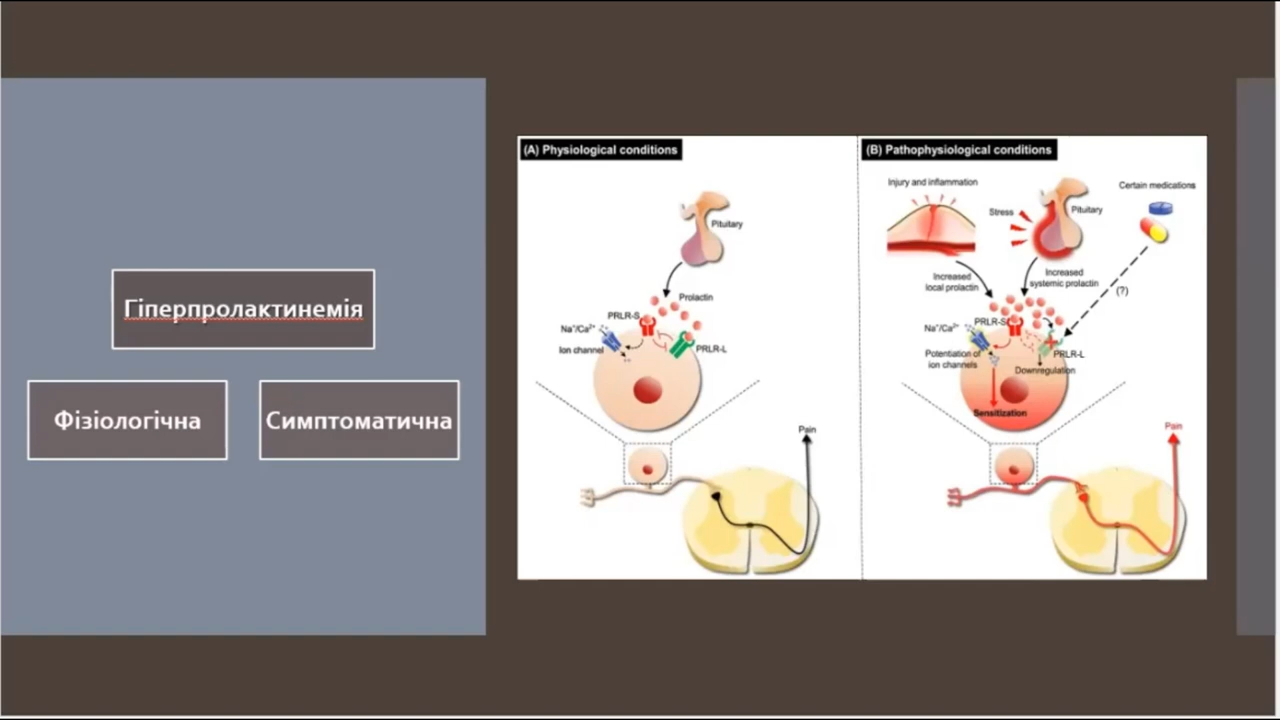 Гіперпролактинемія
Фізіологічна
Симптоматична
(A) Physiological conditions
Pituitary
Prolactin
PRLR-S
Na⁺/Ca²⁺
Ion channel
PRLR-L
Pain
(B) Pathophysiological conditions
Injury and inflammation
Certain medications
Stress
Pituitary
Increased
local prolactin
Increased
systemic prolactin
(?)
PRLR-S
Na⁺/Ca²⁺
Potentiation of
ion channels
PRLR-L
Downregulation
Sensitization
Pain